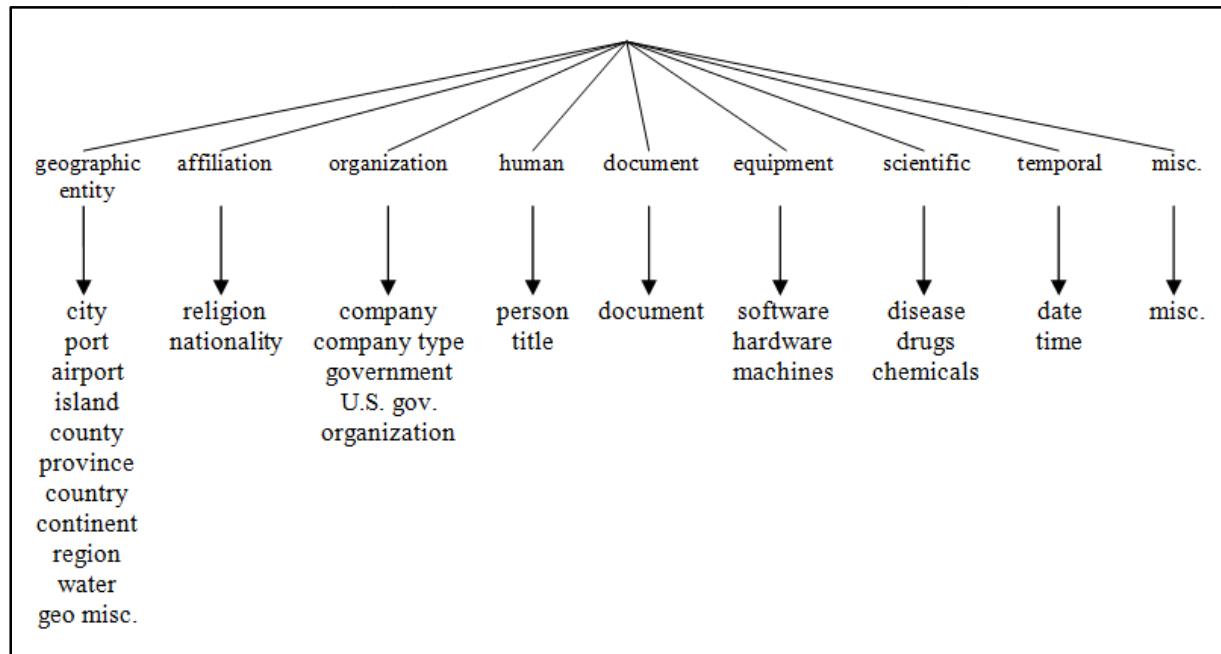 geographic entity affiliation organization human document equipment scientific temporal misc.
city religion company person document software disease date misc.
port nationality company type title hardware drugs time
airport government machines chemicals
island U.S. gov.
county organization
province
country
continent
region
water
geo misc.